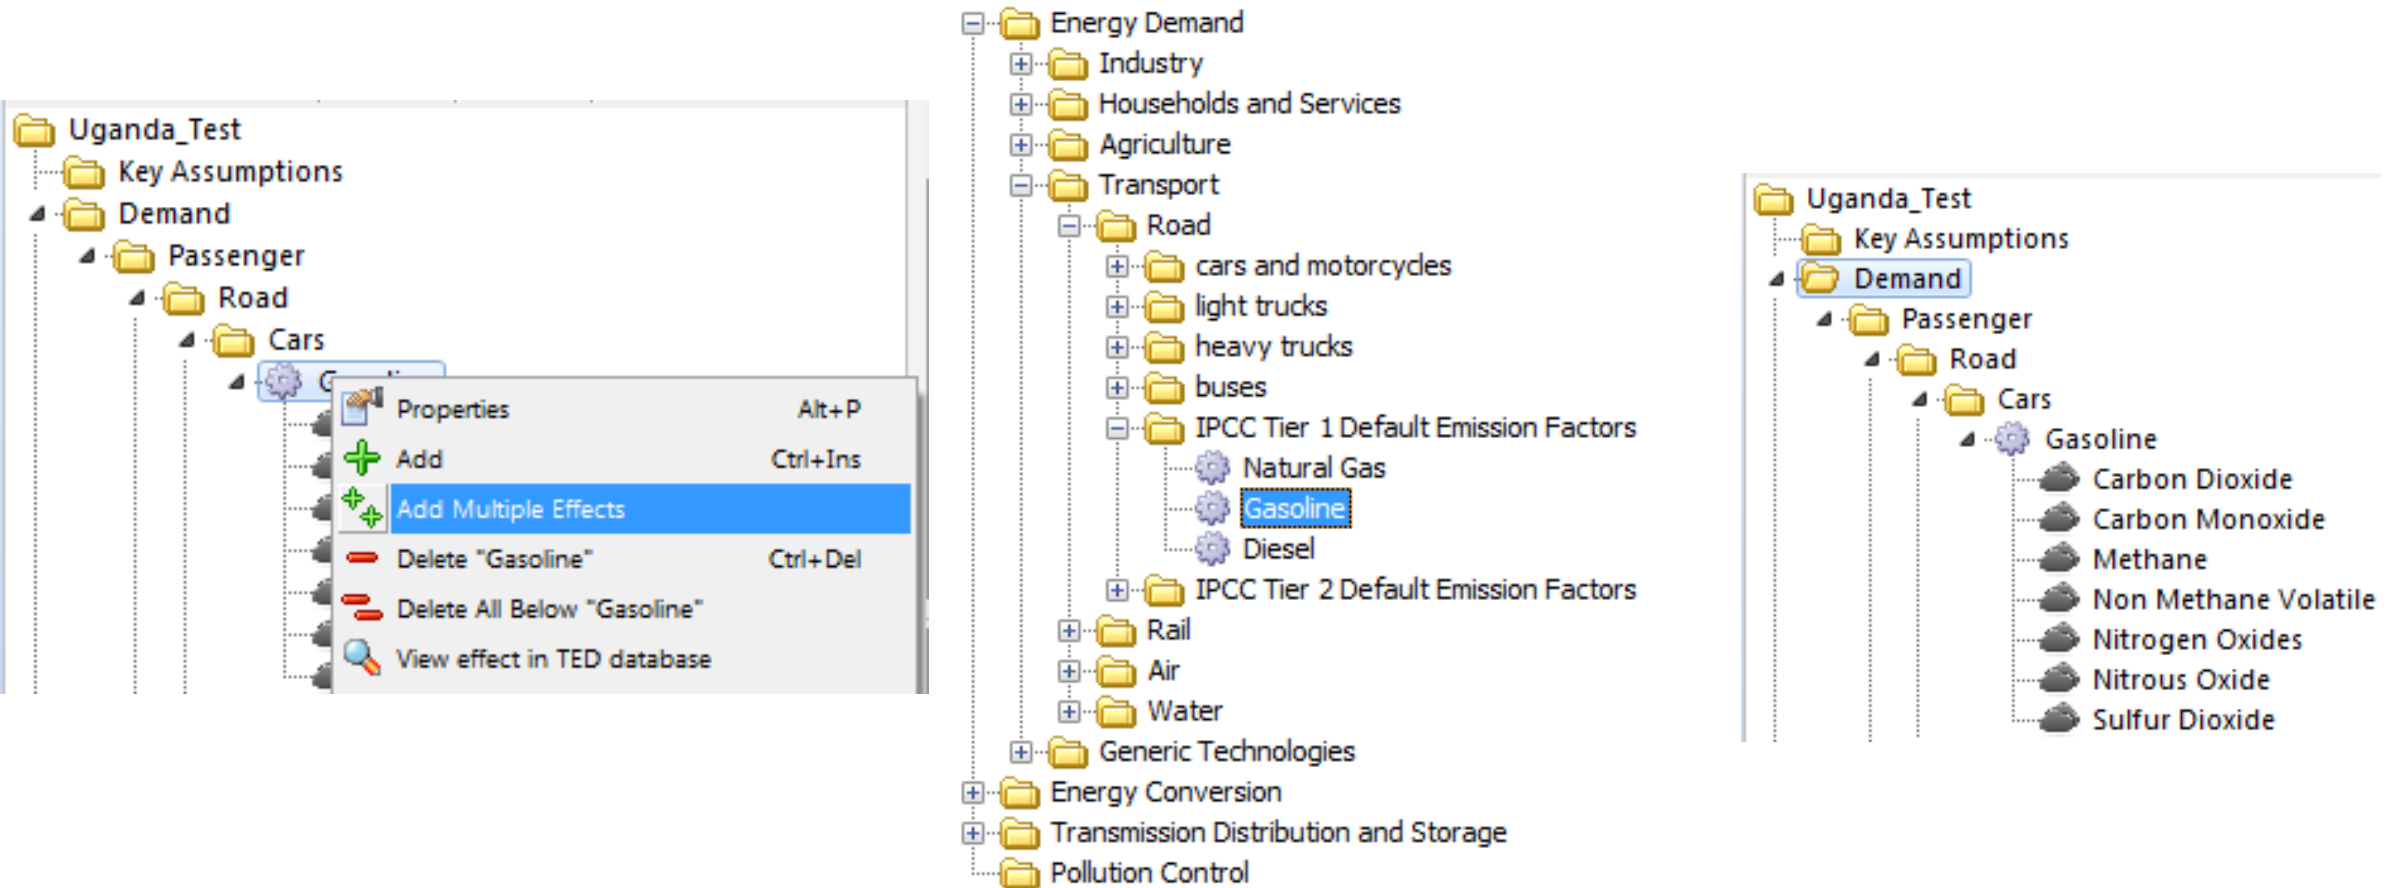 Uganda_Test
Key Assumptions
Demand
Passenger
Road
Cars
Properties Alt+P
Add Ctrl+Ins
Add Multiple Effects
Delete "Gasoline" Ctrl+Del
Delete All Below "Gasoline"
View effect in TED database
Energy Demand
Industry
Households and Services
Agriculture
Transport
Road
cars and motorcycles
light trucks
heavy trucks
buses
IPCC Tier 1 Default Emission Factors
Natural Gas
Gasoline
Diesel
IPCC Tier 2 Default Emission Factors
Rail
Air
Water
Generic Technologies
Energy Conversion
Transmission Distribution and Storage
Pollution Control
Uganda_Test
Key Assumptions
Demand
Passenger
Road
Cars
Gasoline
Carbon Dioxide
Carbon Monoxide
Methane
Non Methane Volatile
Nitrogen Oxides
Nitrous Oxide
Sulfur Dioxide